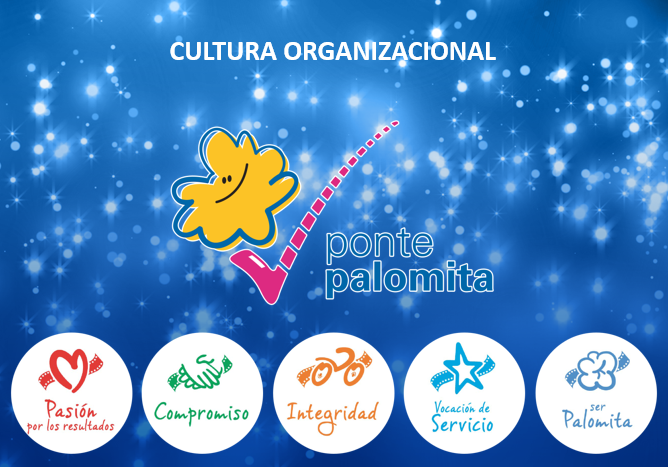 CULTURA ORGANIZACIONAL
ponte
palomita
Pasión
por los resultados
Compromiso
Integridad
Vocación de
Servicio
ser
Palomita